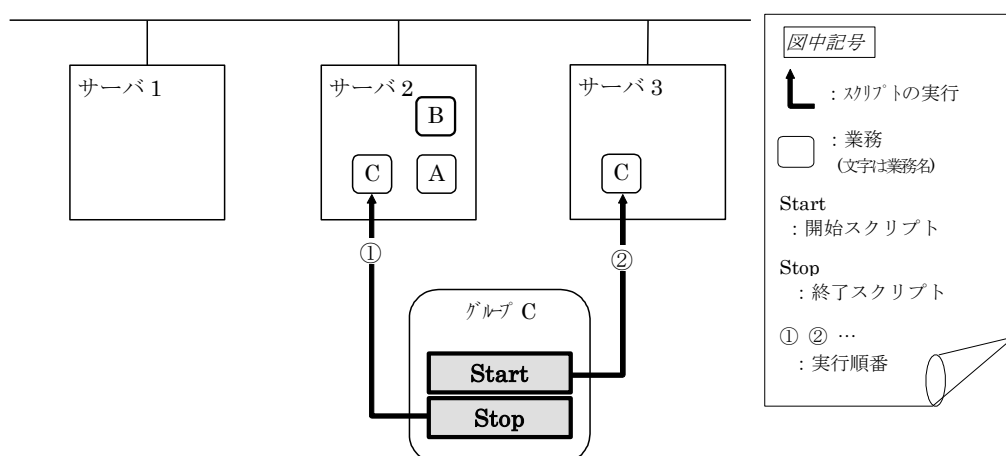 サーバ 1
サーバ 2
サーバ 3
B
C
A
C
①
②
グループ C
Start
Stop
図中記号
：スクリプトの実行
：業務
(文字は業務名)
Start
：開始スクリプト
Stop
：終了スクリプト
① ② …
：実行順番